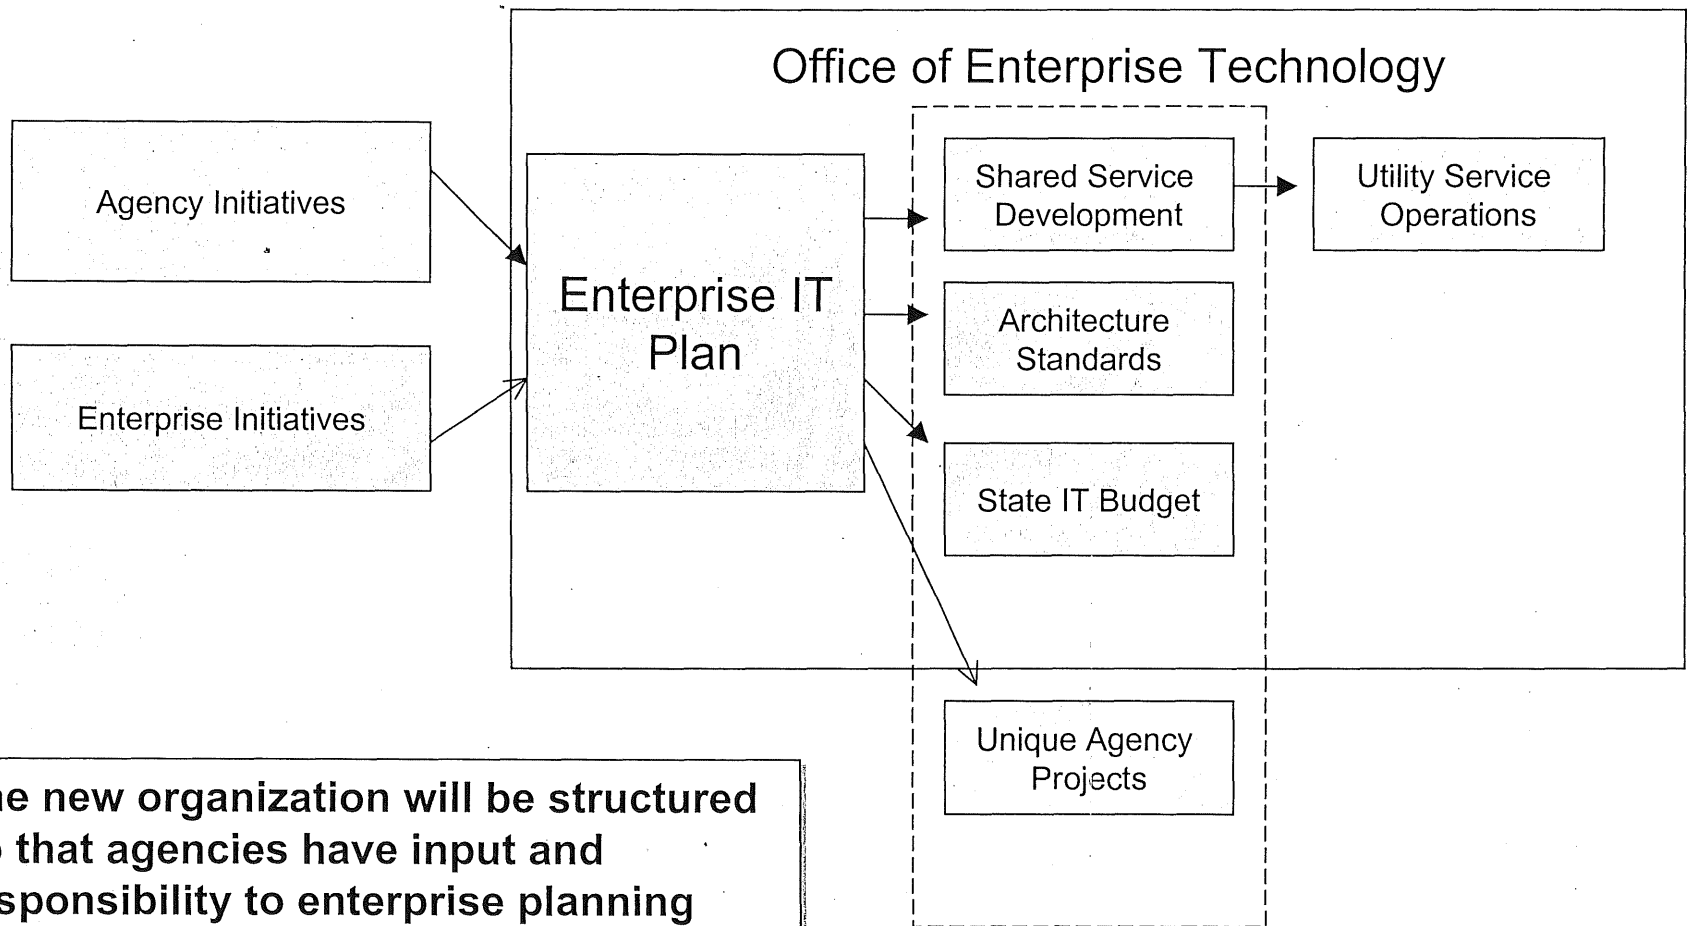 Office of Enterprise Technology
Agency Initiatives
Enterprise Initiatives
Enterprise IT
Plan
Shared Service
Development
Utility Service
Operations
Architecture
Standards
State IT Budget
Unique Agency
Projects
new organization will be structured
that agencies have input and
to enterprise planning